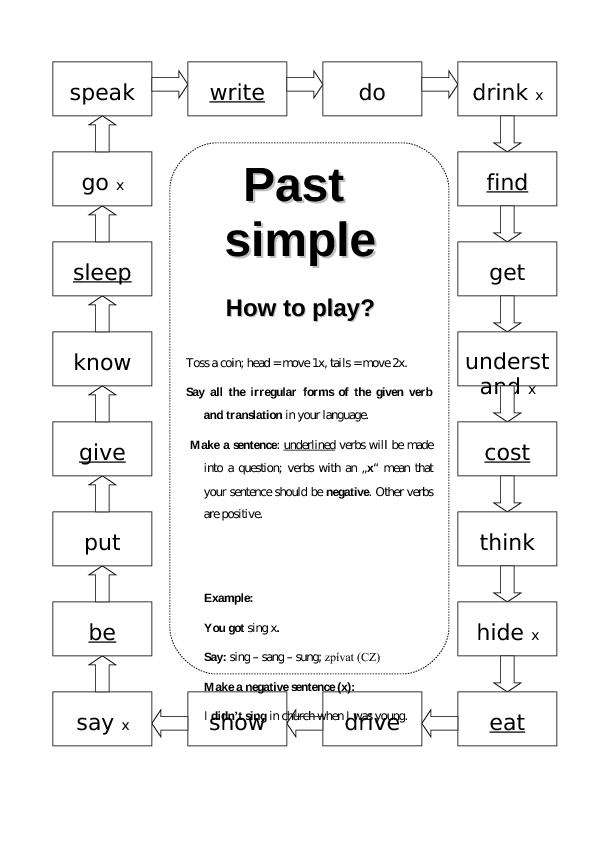 speak
write
do
drink x
find
get
underst
and x
cost
think
hide x
eat
drive
show
say x
be
put
give
know
sleep
go x
Past
simple
How to play?
Toss a coin; head = move 1x, tails = move 2x.
Say all the irregular forms of the given verb
and translation in your language.
Make a sentence: underlined verbs will be made
into a question; verbs with an „x“ mean that
your sentence should be negative. Other verbs
are positive.
Example:
You got sing x.
Say: sing – sang – sung; zpívat (CZ)
Make a negative sentence (x):
I didn't sing in church when I was young.